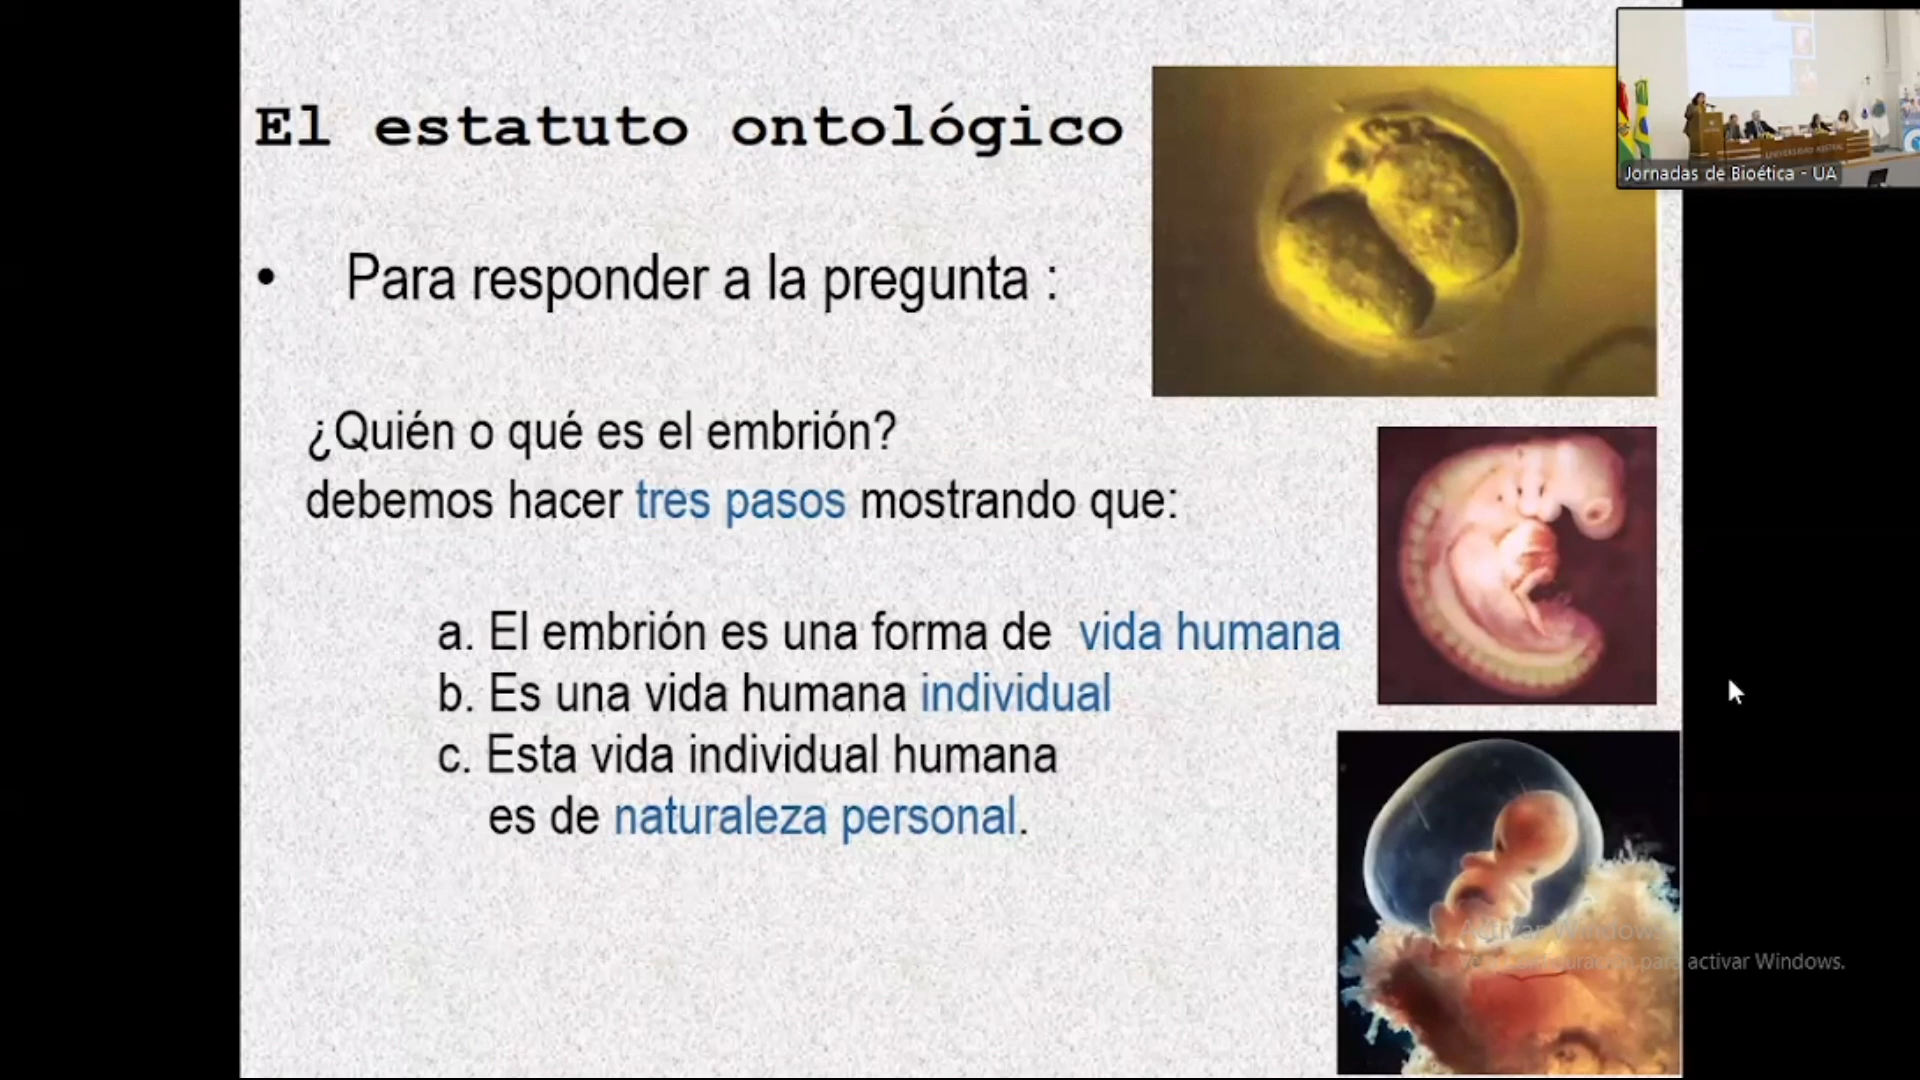 El estatuto ontológico
• Para responder a la pregunta :
¿Quién o qué es el embrión?
debemos hacer tres pasos mostrando que:
a. El embrión es una forma de vida humana
b. Es una vida humana individual
c. Esta vida individual humana
es de naturaleza personal.
Jornadas de Bioética - UA
UNIVERSIDAD AUSTRAL
Activar Windows
para activar Windows.